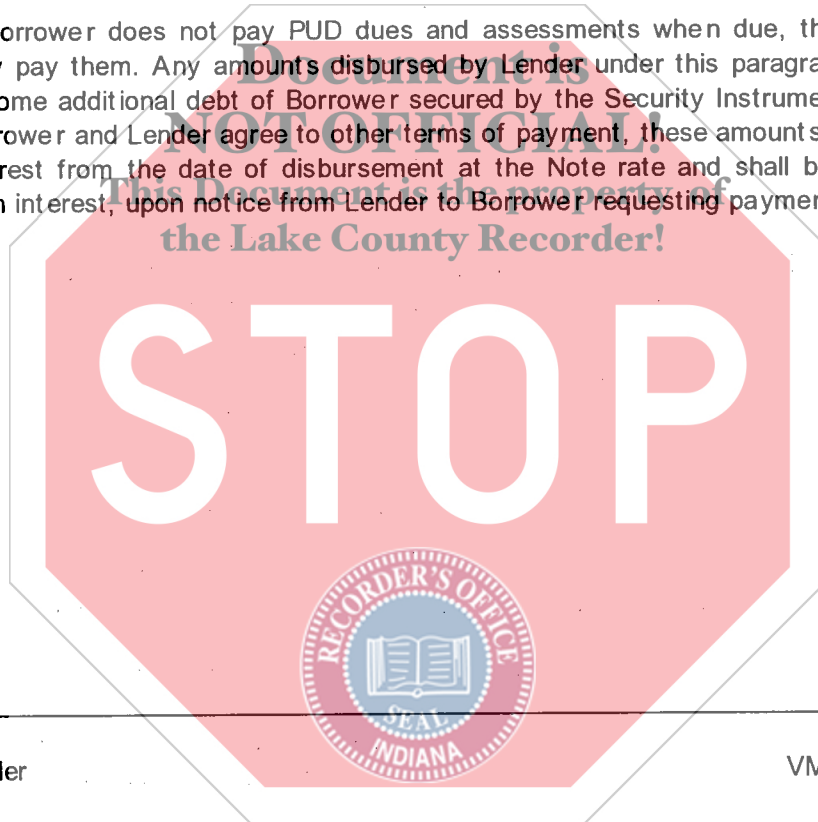 orrower does not pay PUD dues and assessments when due, th
pay them. Any amounts disbursed by Lender under this paragra
ome additional debt of Borrower secured by the Security Instrume
rower and Lender agree to other terms of payment, these amounts
rest from the date of disbursement at the Note rate and shall b
interest, upon notice from Lender to Borrower requesting paymen
Document is
NOT OFFICIAL!
This Document is the property of
the Lake County Recorder!
STOP
RECORDER'S OFFICE
SEAL
INDIANA
der
VM